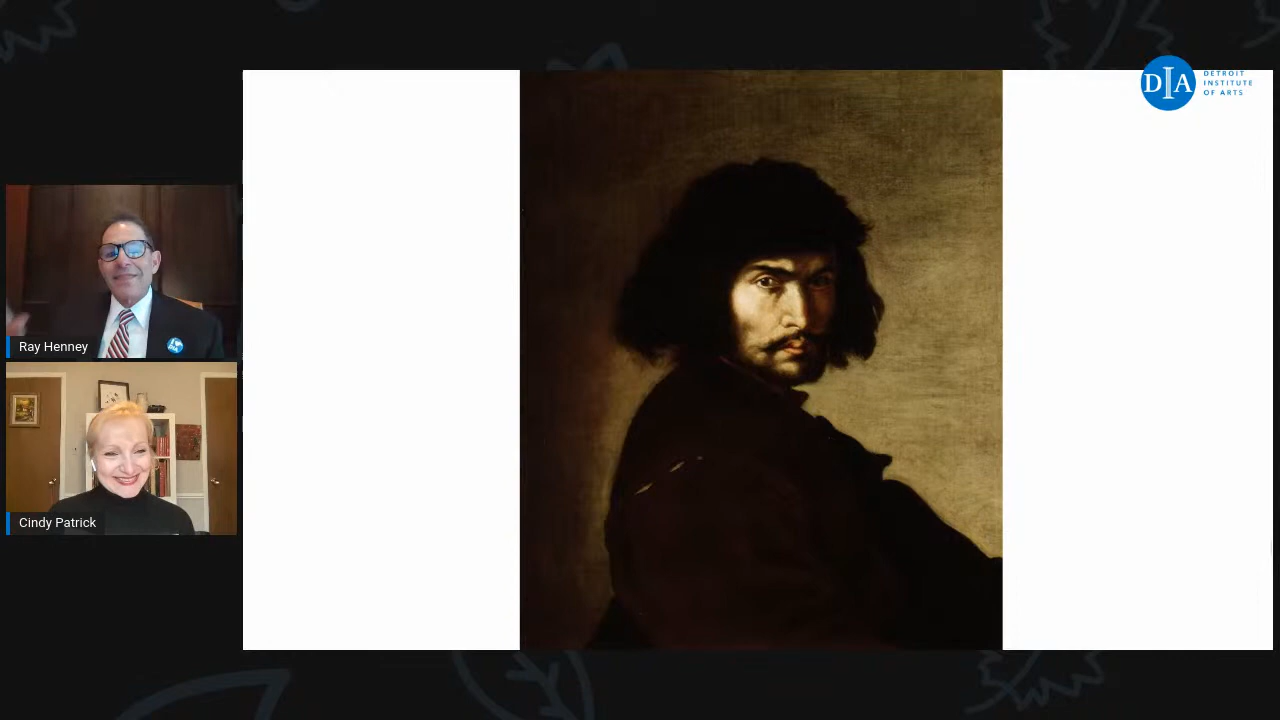 DIA
DETROIT
INSTITUTE
OF ARTS
Ray Henney
Cindy Patrick